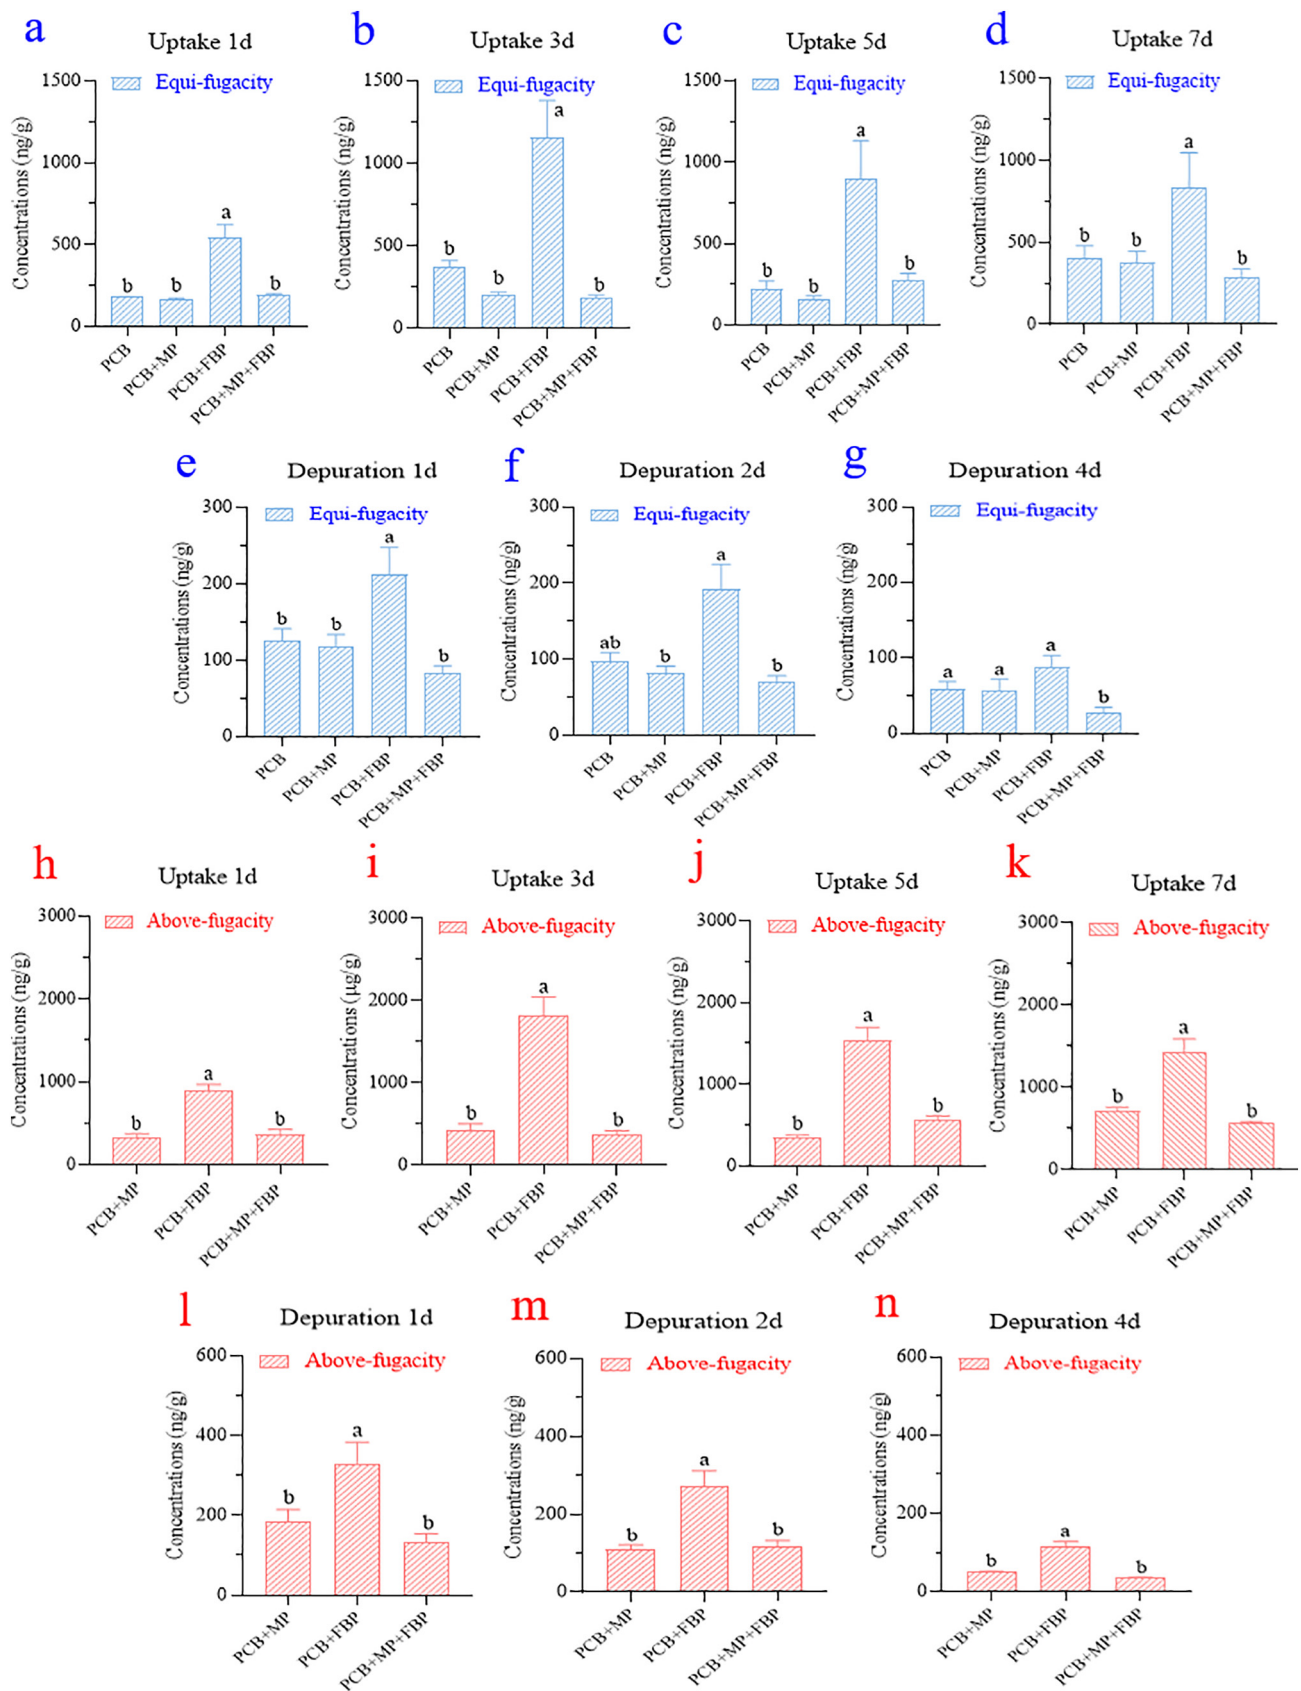 a
Uptake 1d
Equi-fugacity
Concentrations (ng/g)
1500
1000
500
0
b
b
a
b
PCB
PCB+MP
PCB+FBP
PCB+MP+FBP
b
Uptake 3d
Equi-fugacity
Concentrations (ng/g)
1500
1000
500
0
b
b
a
b
PCB
PCB+MP
PCB+FBP
PCB+MP+FBP
c
Uptake 5d
Equi-fugacity
Concentrations (ng/g)
1500
1000
500
0
b
b
a
b
PCB
PCB+MP
PCB+FBP
PCB+MP+FBP
d
Uptake 7d
Equi-fugacity
Concentrations (ng/g)
1500
1000
500
0
b
b
a
b
PCB
PCB+MP
PCB+FBP
PCB+MP+FBP
e
Depuration 1d
Equi-fugacity
Concentrations (ng/g)
300
200
100
0
b
b
a
b
PCB
PCB+MP
PCB+FBP
PCB+MP+FBP
f
Depuration 2d
Equi-fugacity
Concentrations (ng/g)
300
200
100
0
ab
b
a
b
PCB
PCB+MP
PCB+FBP
PCB+MP+FBP
g
Depuration 4d
Equi-fugacity
Concentrations (ng/g)
300
200
100
0
a
a
a
b
PCB
PCB+MP
PCB+FBP
PCB+MP+FBP
h
Uptake 1d
Above-fugacity
Concentrations (ng/g)
3000
2000
1000
0
b
a
b
PCB+MP
PCB+FBP
PCB+MP+FBP
i
Uptake 3d
Above-fugacity
Concentrations (μg/g)
3000
2000
1000
0
b
a
b
PCB+MP
PCB+FBP
PCB+MP+FBP
j
Uptake 5d
Above-fugacity
Concentrations (ng/g)
3000
2000
1000
0
b
a
b
PCB+MP
PCB+FBP
PCB+MP+FBP
k
Uptake 7d
Above-fugacity
Concentrations (ng/g)
3000
2000
1000
0
b
a
b
PCB+MP
PCB+FBP
PCB+MP+FBP
l
Depuration 1d
Above-fugacity
Concentrations (ng/g)
600
400
200
0
b
a
b
PCB+MP
PCB+FBP
PCB+MP+FBP
m
Depuration 2d
Above-fugacity
Concentrations (ng/g)
600
400
200
0
b
a
b
PCB+MP
PCB+FBP
PCB+MP+FBP
n
Depuration 4d
Above-fugacity
Concentrations (ng/g)
600
400
200
0
b
a
b
PCB+MP
PCB+FBP
PCB+MP+FBP